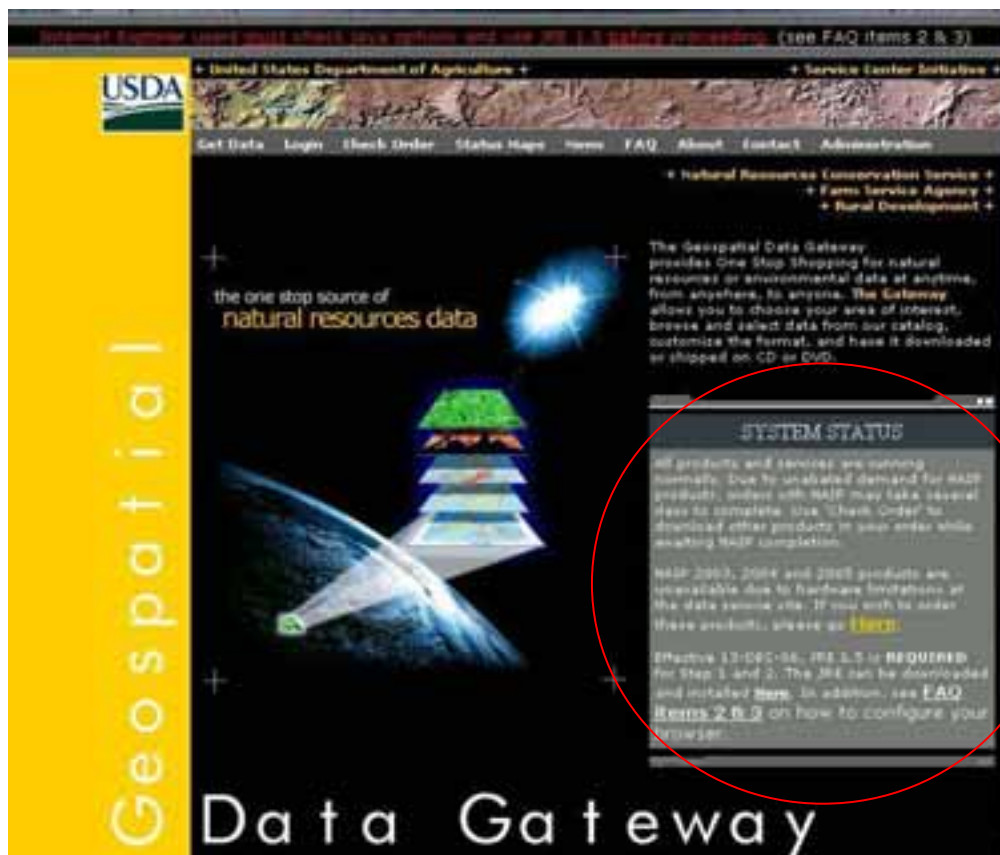 Internet Explorer users must check java options and use JRE 1.5 before proceeding. (see FAQ items 2 & 3)
+ United States Department of Agriculture + + Service Center Initiative +
USDA
Get Data Login Check Order Status Maps News FAQ About Contact Administration
+ Natural Resources Conservation Service +
+ Farm Service Agency +
+ Rural Development +
The Geospatial Data Gateway
provides One Stop Shopping for natural
resources or environmental data at anytime,
from anywhere, to anyone. The Gateway
allows you to choose your area of interest,
browse and select data from our catalog,
customize the format, and have it downloaded
or shipped on CD or DVD.
the one stop source of
natural resources data
SYSTEM STATUS
All products and services are running
normally. Due to unabated demand for NAIP
products, orders with NAIP may take several
days to complete. Use 'Check Order' to
download other products in your order while
awaiting NAIP completion.
NAIP 2003, 2004 and 2005 products are
unavailable due to hardware limitations at
the data service site. If you wish to order
these products, please go Here.
Effective 13-DEC-06, JRE 1.5 is REQUIRED
for Step 1 and 2. The JRE can be downloaded
and installed Here. In addition, see FAQ
Items 2 & 3 on how to configure your
browser.
Geospatial
Data Gateway